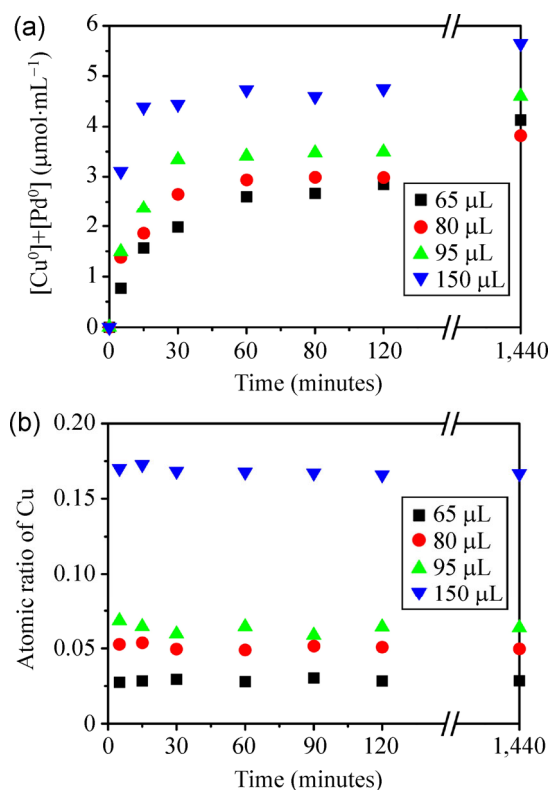 (a)
[Cu⁰]+[Pd⁰] (μmol·mL⁻¹)
6
5
4
3
2
1
0
65 μL
80 μL
95 μL
150 μL
0 30 60 80 120 1,440
Time (minutes)
(b)
Atomic ratio of Cu
0.20
0.15
0.10
0.05
0
65 μL
80 μL
95 μL
150 μL
0 30 60 90 120 1,440
Time (minutes)